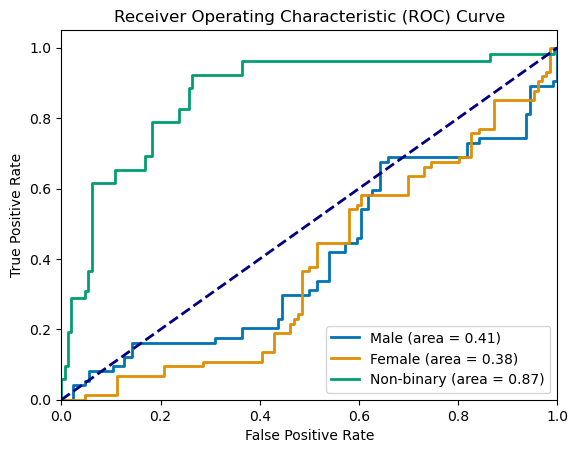 Receiver Operating Characteristic (ROC) Curve
True Positive Rate
1.0
0.8
0.6
0.4
0.2
0.0
Male (area = 0.41)
Female (area = 0.38)
Non-binary (area = 0.87)
0.0 0.2 0.4 0.6 0.8 1.0
False Positive Rate